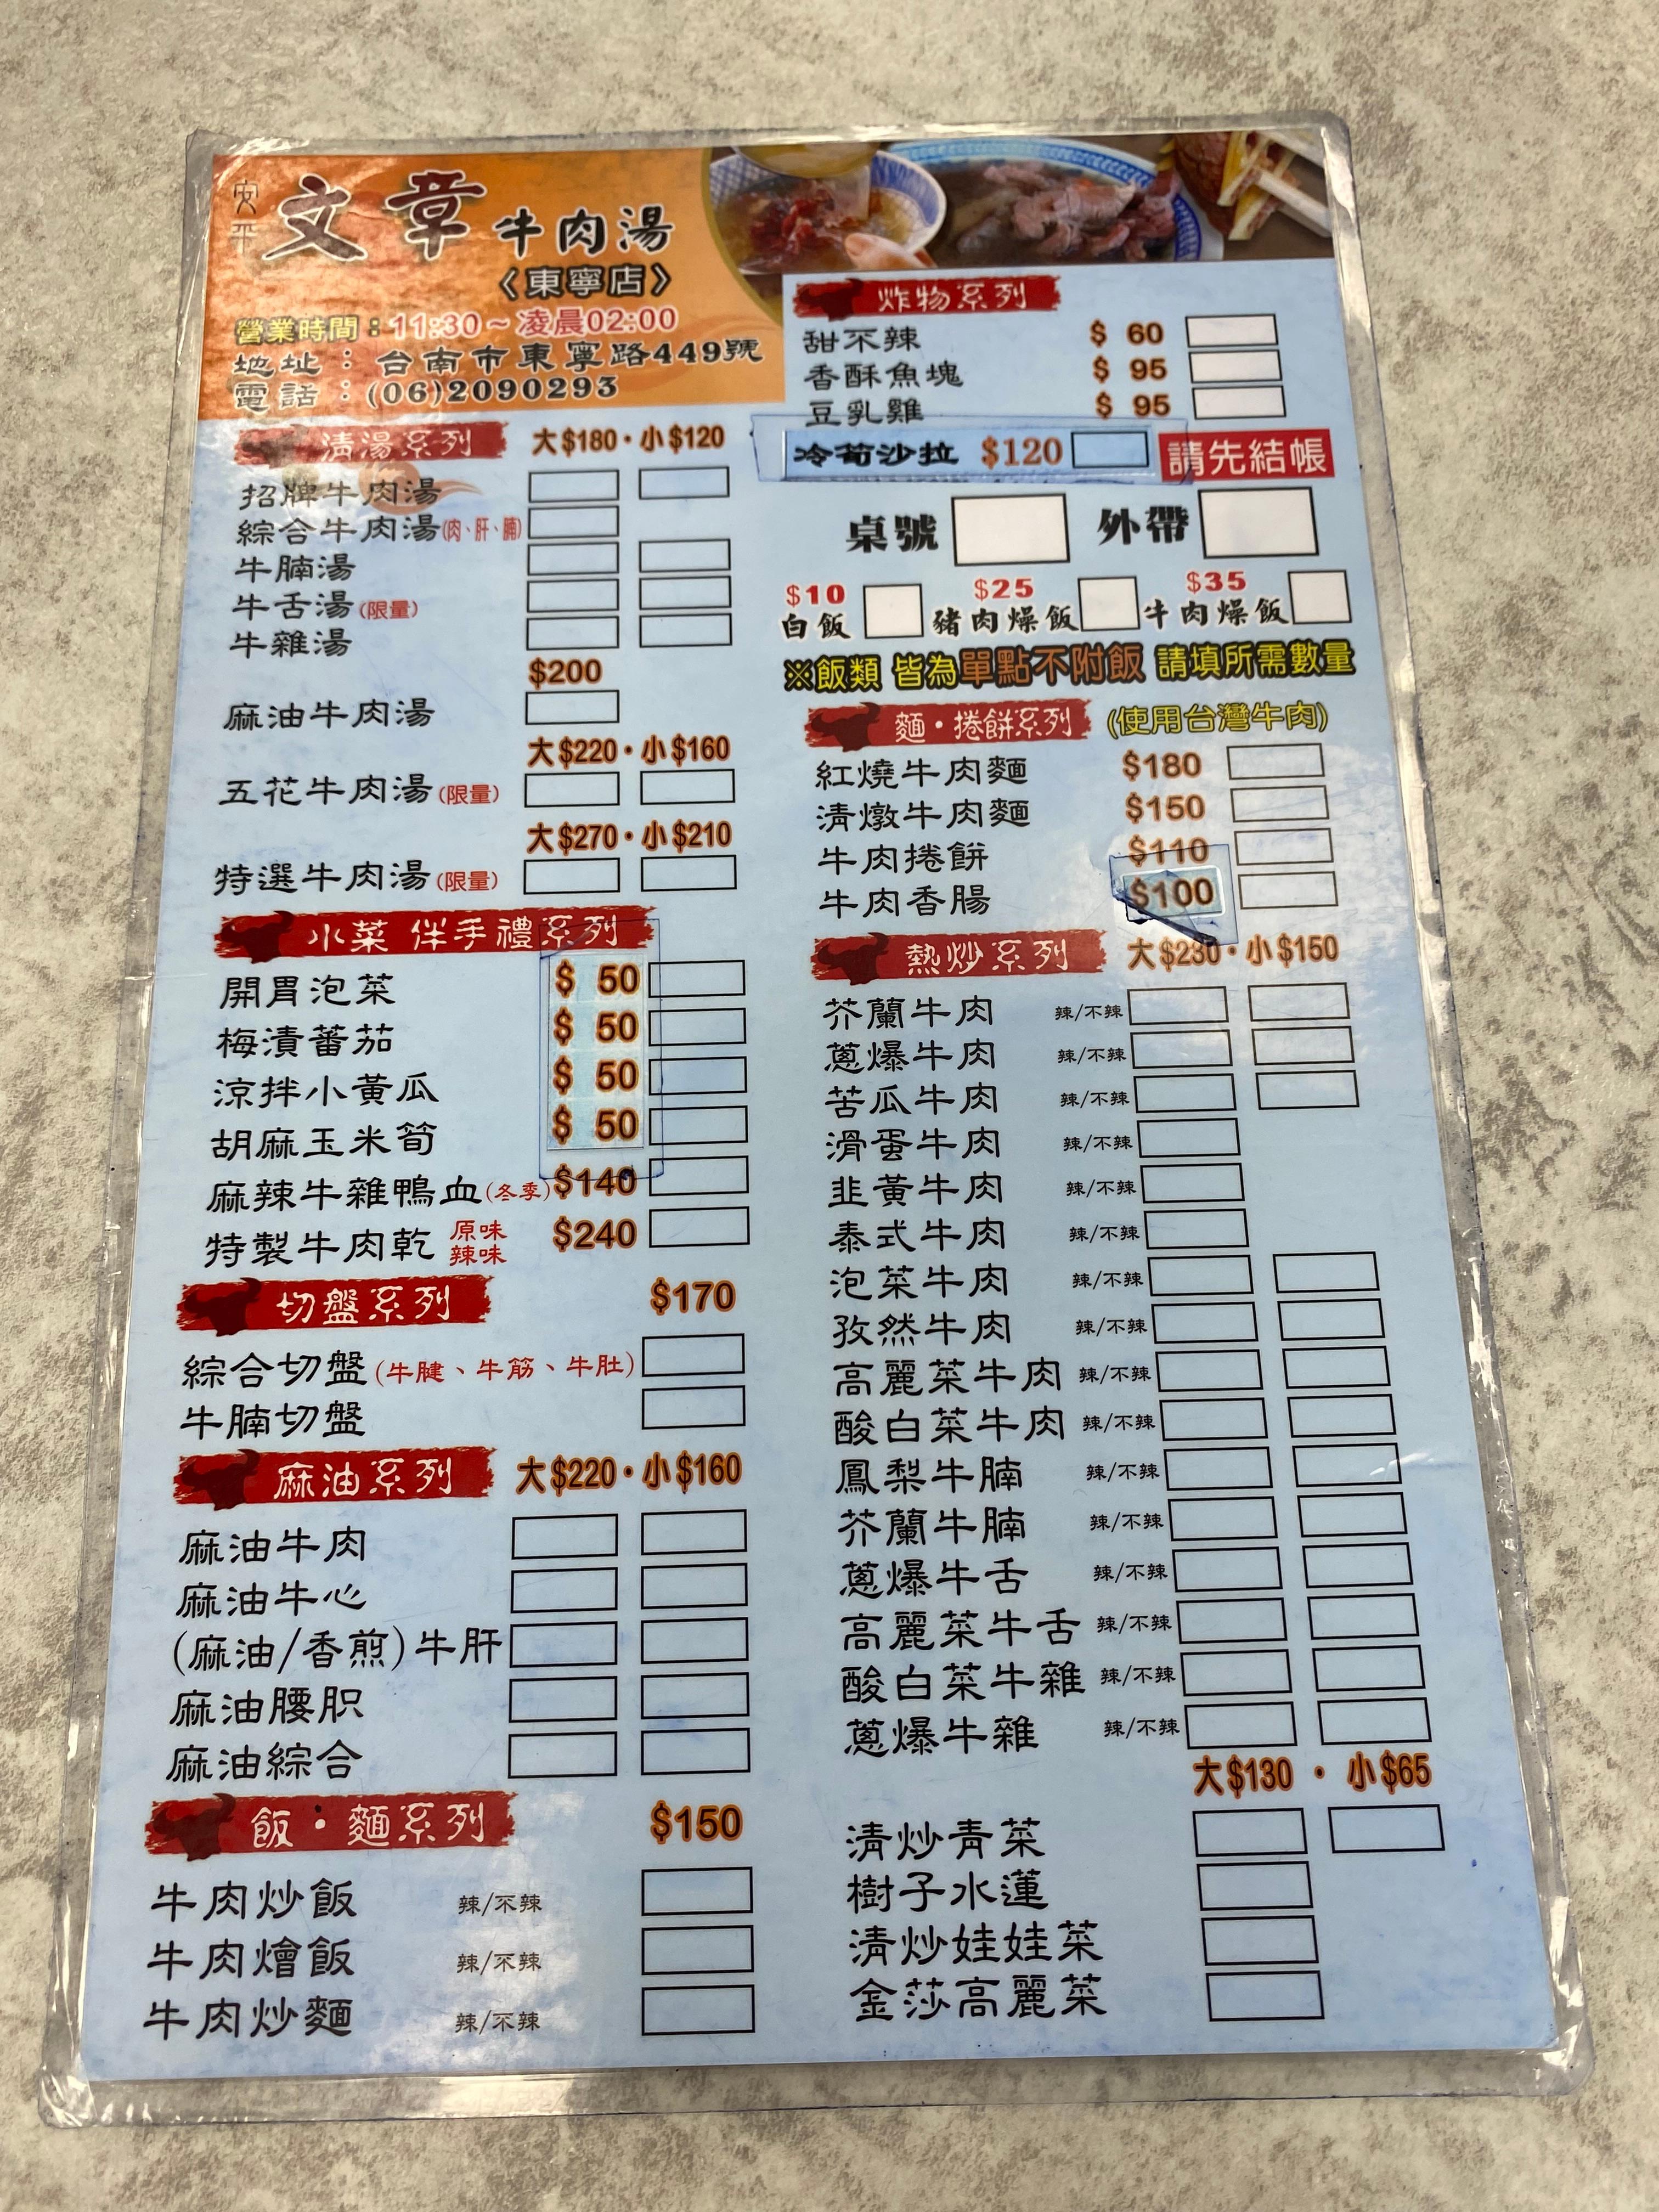 安平
文章牛肉湯
〈東寧店〉
營業時間：11:30～凌晨02:00
地址：台南市東寧路449號
電話：(06)2090293
清湯系列 大$180・小$120
招牌牛肉湯
綜合牛肉湯(肉、肝、腩)
牛腩湯
牛舌湯(限量)
牛雜湯
$200
麻油牛肉湯
大$220・小$160
五花牛肉湯(限量)
大$270・小$210
特選牛肉湯(限量)
小菜 伴手禮系列
開胃泡菜 $ 50
梅漬蕃茄 $ 50
涼拌小黃瓜 $ 50
胡麻玉米筍 $ 50
麻辣牛雜鴨血(冬季) $140
特製牛肉乾 原味 辣味 $240
切盤系列 $170
綜合切盤(牛腱、牛筋、牛肚)
牛腩切盤
麻油系列 大$220・小$160
麻油牛肉
麻油牛心
(麻油/香煎)牛肝
麻油腰胑
麻油綜合
飯・麵系列 $150
牛肉炒飯 辣/不辣
牛肉燴飯 辣/不辣
牛肉炒麵 辣/不辣
炸物系列
甜不辣 $ 60
香酥魚塊 $ 95
豆乳雞 $ 95
冷筍沙拉 $120 請先結帳
桌號 外帶
$10 $25 $35
白飯 豬肉燥飯 牛肉燥飯
※飯類 皆為單點不附飯 請填所需數量
麵・捲餅系列 (使用台灣牛肉)
紅燒牛肉麵 $180
清燉牛肉麵 $150
牛肉捲餅 $110
牛肉香腸 $100
熱炒系列 大$230・小$150
芥蘭牛肉 辣/不辣
蔥爆牛肉 辣/不辣
苦瓜牛肉 辣/不辣
滑蛋牛肉 辣/不辣
韭黃牛肉 辣/不辣
泰式牛肉 辣/不辣
泡菜牛肉 辣/不辣
孜然牛肉 辣/不辣
高麗菜牛肉 辣/不辣
酸白菜牛肉 辣/不辣
鳳梨牛腩 辣/不辣
芥蘭牛腩 辣/不辣
蔥爆牛舌 辣/不辣
高麗菜牛舌 辣/不辣
酸白菜牛雜 辣/不辣
蔥爆牛雜 辣/不辣
大$130・小$65
清炒青菜
樹子水蓮
清炒娃娃菜
金莎高麗菜